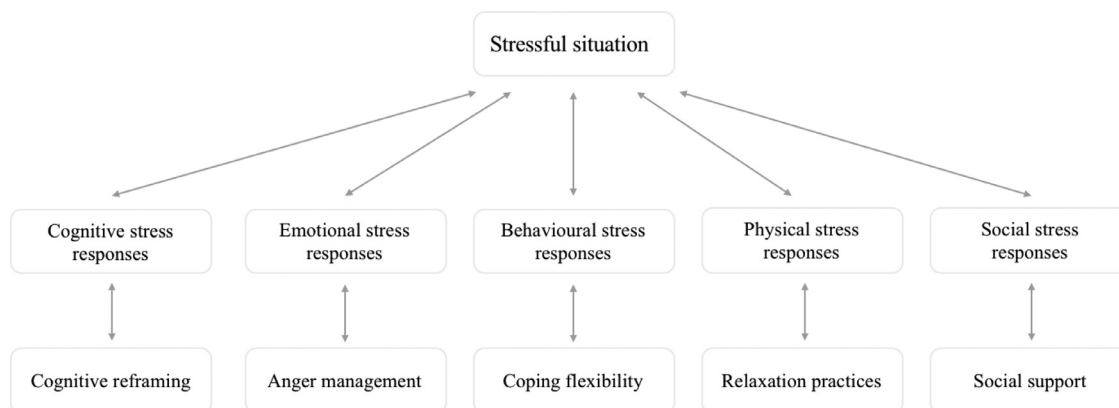 Stressful situation
Cognitive stress
responses
Emotional stress
responses
Behavioural stress
responses
Physical stress
responses
Social stress
responses
Cognitive reframing
Anger management
Coping flexibility
Relaxation practices
Social support